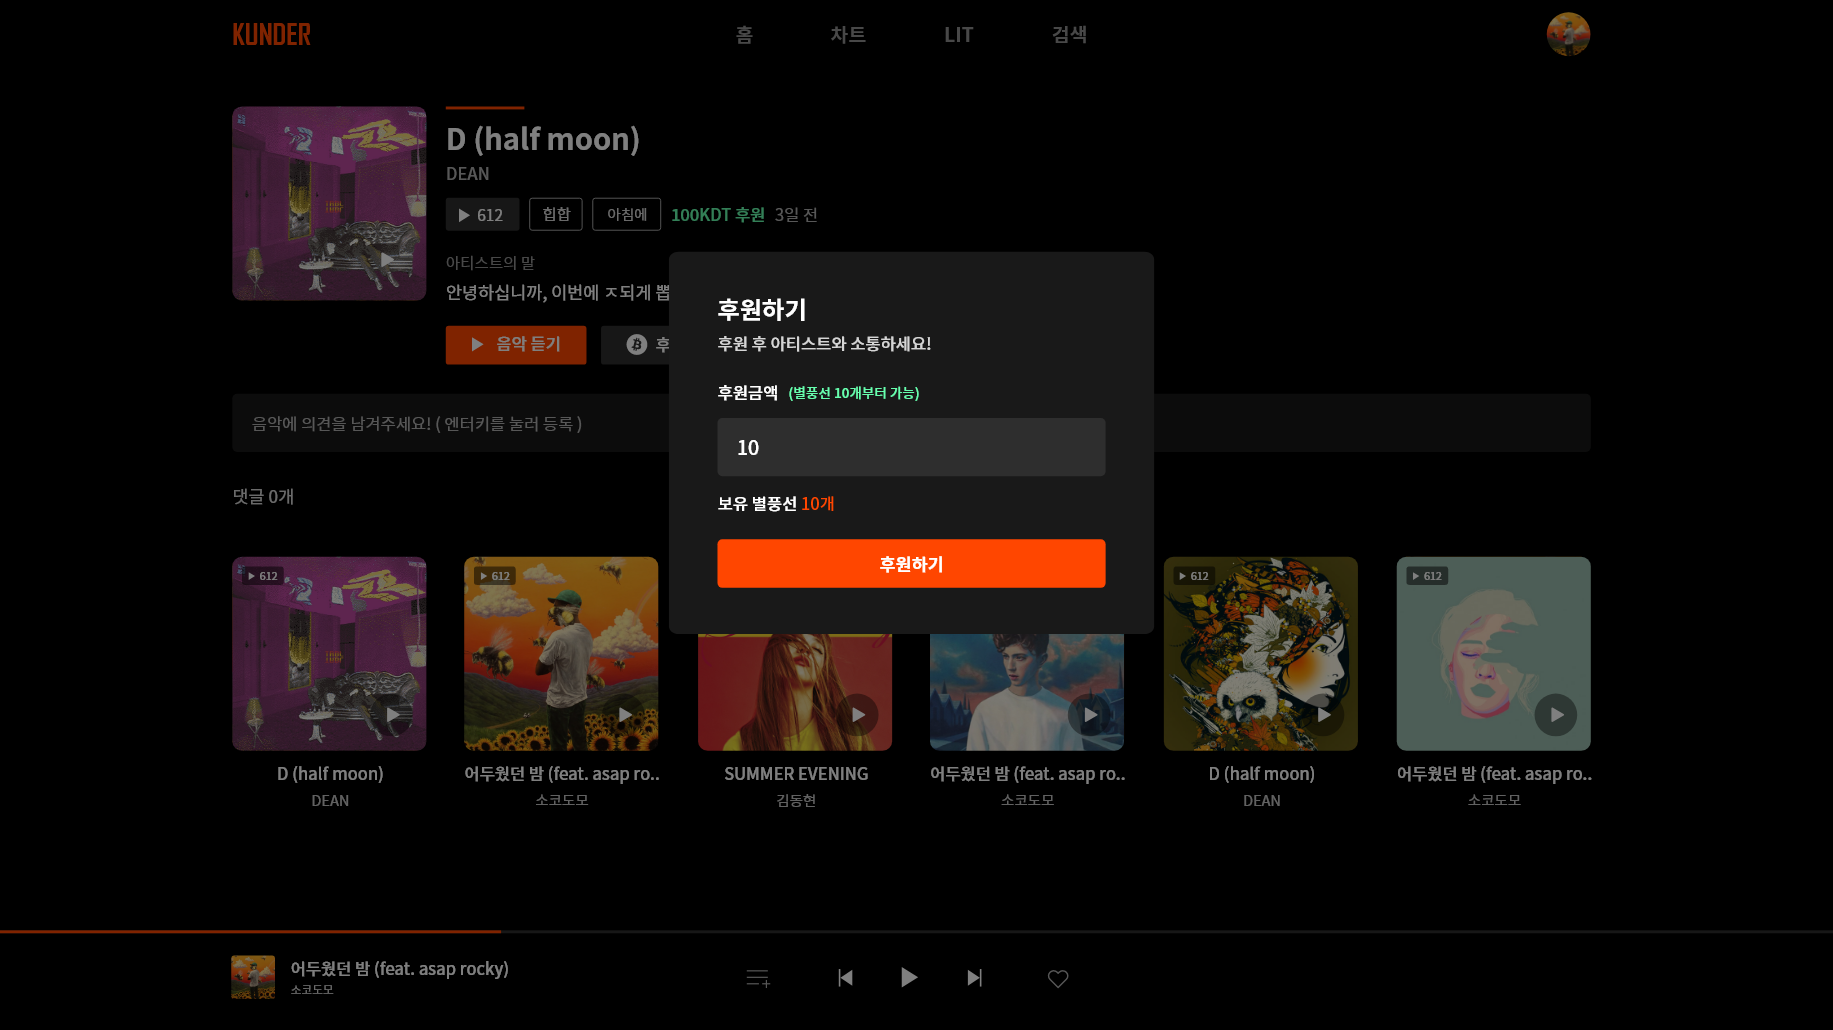 KUNDER
홈
차트
LIT
검색
D (half moon)
DEAN
612
힙합
아침에
100KDT 후원 3일 전
아티스트의 말
안녕하십니까, 이번에 ㅈ되게 뽑
음악 듣기
후
후원하기
후원 후 아티스트와 소통하세요!
후원금액 (별풍선 10개부터 가능)
10
보유 별풍선 10개
후원하기
음악에 의견을 남겨주세요! ( 엔터키를 눌러 등록 )
댓글 0개
612
612
612
612
D (half moon)
DEAN
어두웠던 밤 (feat. asap ro..
소코도모
SUMMER EVENING
김동현
어두웠던 밤 (feat. asap ro..
소코도모
D (half moon)
DEAN
어두웠던 밤 (feat. asap ro..
소코도모
어두웠던 밤 (feat. asap rocky)
소코도모